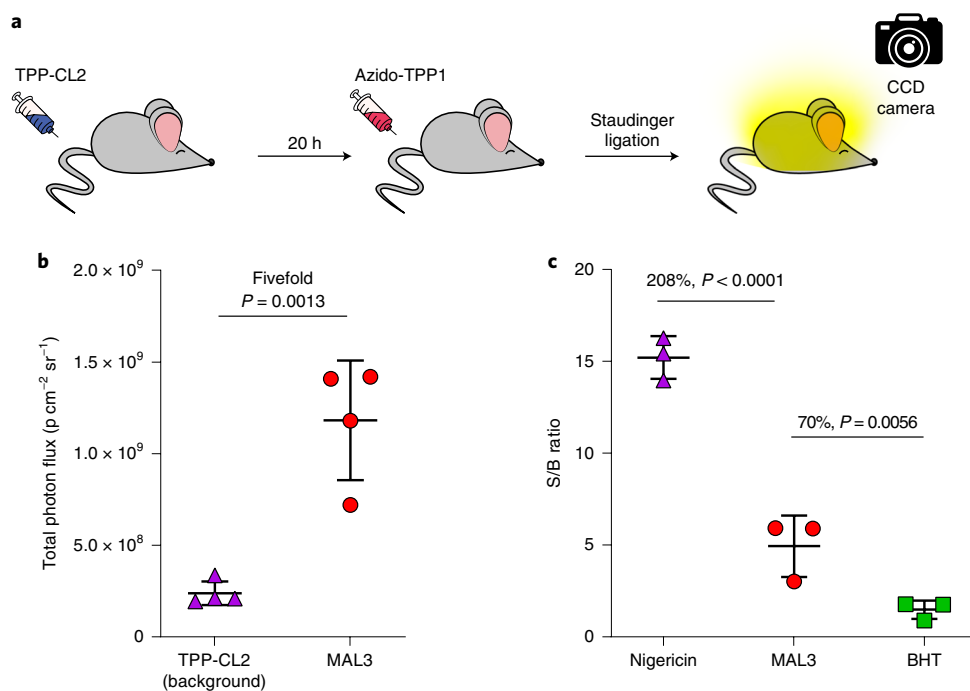 a
TPP-CL2
Azido-TPP1
20 h
Staudinger
ligation
CCD
camera
b
Total photon flux (p cm⁻² sr⁻¹)
2.0 × 10⁹
1.5 × 10⁹
1.0 × 10⁹
5.0 × 10⁸
0
Fivefold
P = 0.0013
TPP-CL2
(background)
MAL3
c
S/B ratio
20
15
10
5
0
208%, P < 0.0001
70%, P = 0.0056
Nigericin
MAL3
BHT